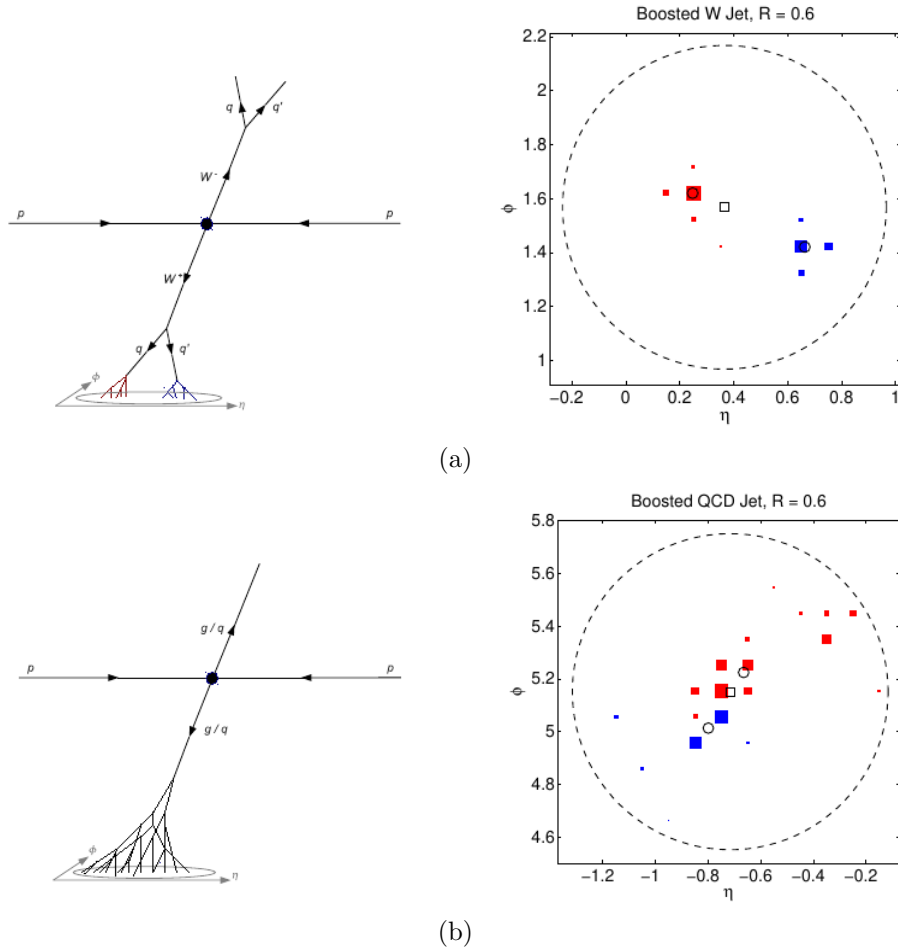 q
q'
W⁻
p
p
W⁺
q
q'
φ
η
Boosted W Jet, R = 0.6
2.2
2
1.8
1.6
1.4
1.2
1
φ
−0.2 0 0.2 0.4 0.6 0.8 1
η
(a)
g / q
p
p
g / q
φ
η
Boosted QCD Jet, R = 0.6
5.8
5.6
5.4
5.2
5
4.8
4.6
φ
−1.2 −1 −0.8 −0.6 −0.4 −0.2
η
(b)